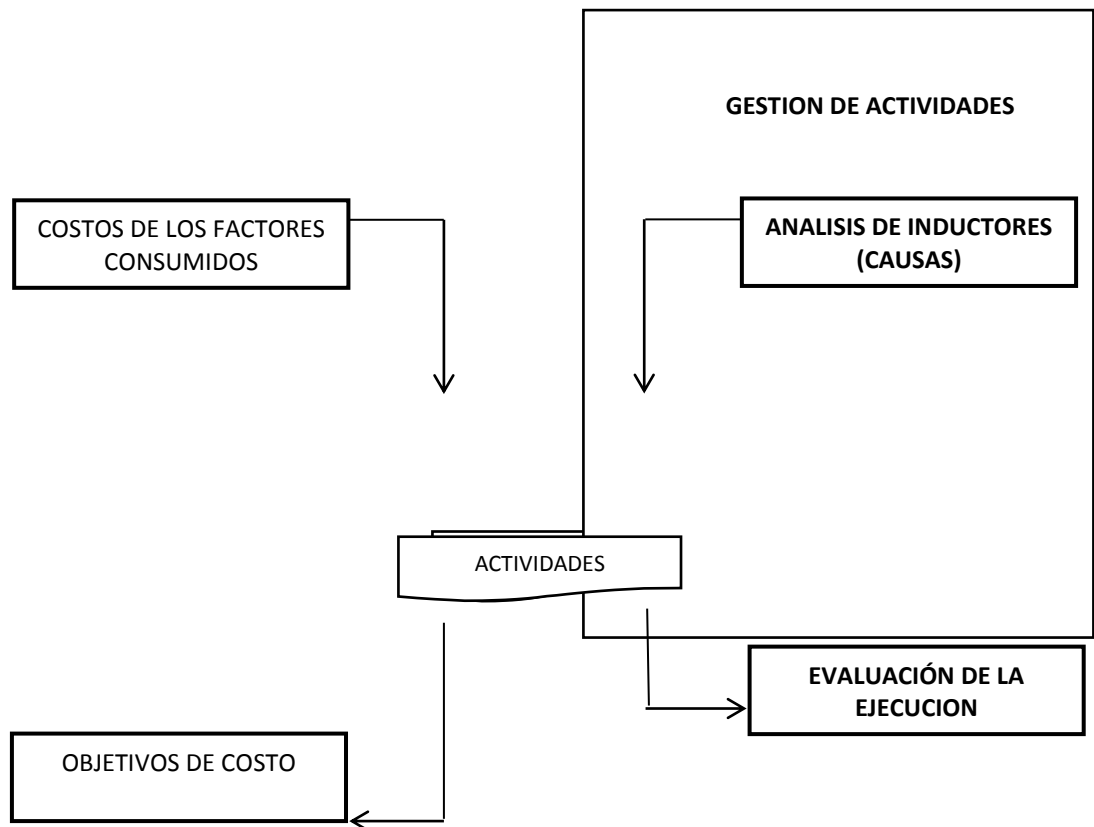 GESTION DE ACTIVIDADES
COSTOS DE LOS FACTORES
CONSUMIDOS
ANALISIS DE INDUCTORES
(CAUSAS)
ACTIVIDADES
EVALUACIÓN DE LA
EJECUCION
OBJETIVOS DE COSTO